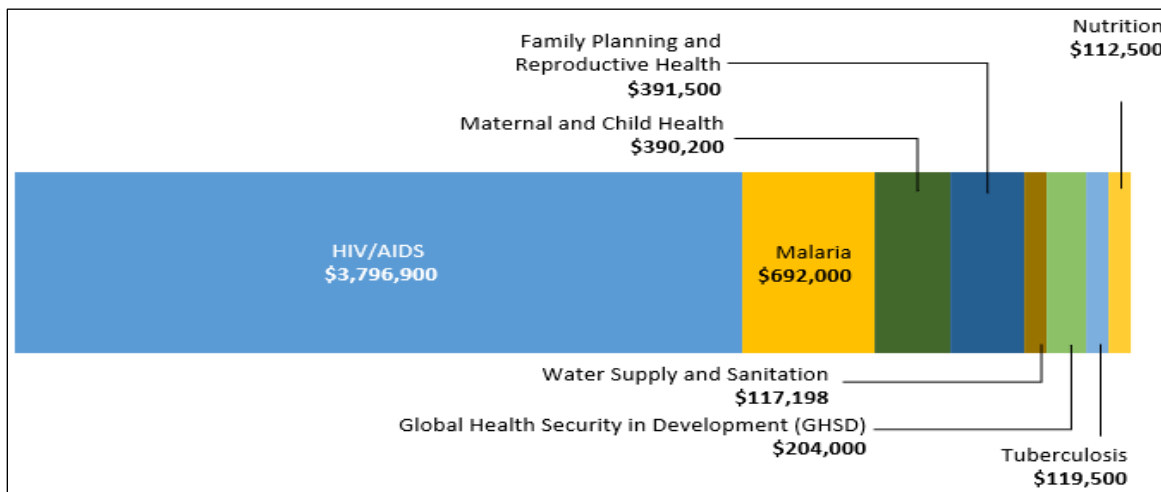 Nutrition
$112,500
Family Planning and
Reproductive Health
$391,500
Maternal and Child Health
$390,200
HIV/AIDS
$3,796,900
Malaria
$692,000
Water Supply and Sanitation
$117,198
Global Health Security in Development (GHSD)
$204,000
Tuberculosis
$119,500